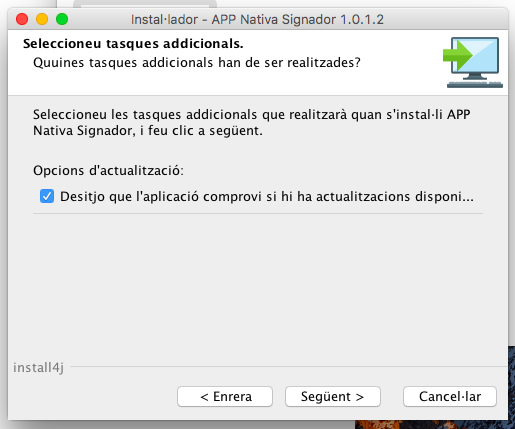 Instal·lador - APP Nativa Signador 1.0.1.2
Seleccioneu tasques addicionals.
Quuines tasques addicionals han de ser realitzades?
Seleccioneu les tasques addicionals que realitzarà quan s'instal·li APP
Nativa Signador, i feu clic a següent.
Opcions d'actualització:
Desitjo que l'aplicació comprovi si hi ha actualitzacions disponi...
install4j
< Enrera
Següent >
Cancel·lar